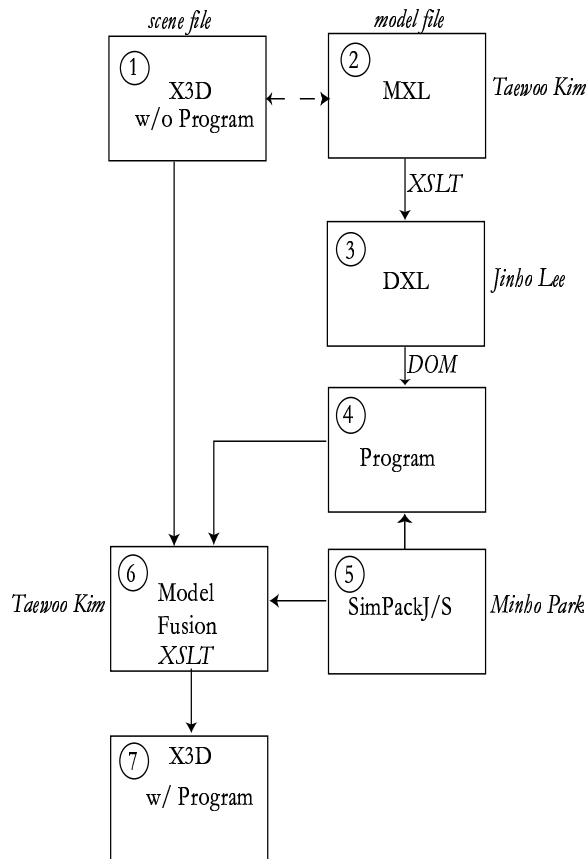 scene file
model file
1
X3D
w/o Program
2
MXL
Taewoo Kim
XSLT
3
DXL
Jinho Lee
DOM
4
Program
6
Model
Fusion
XSLT
Taewoo Kim
5
SimPackJ/S
Minho Park
7
X3D
w/ Program